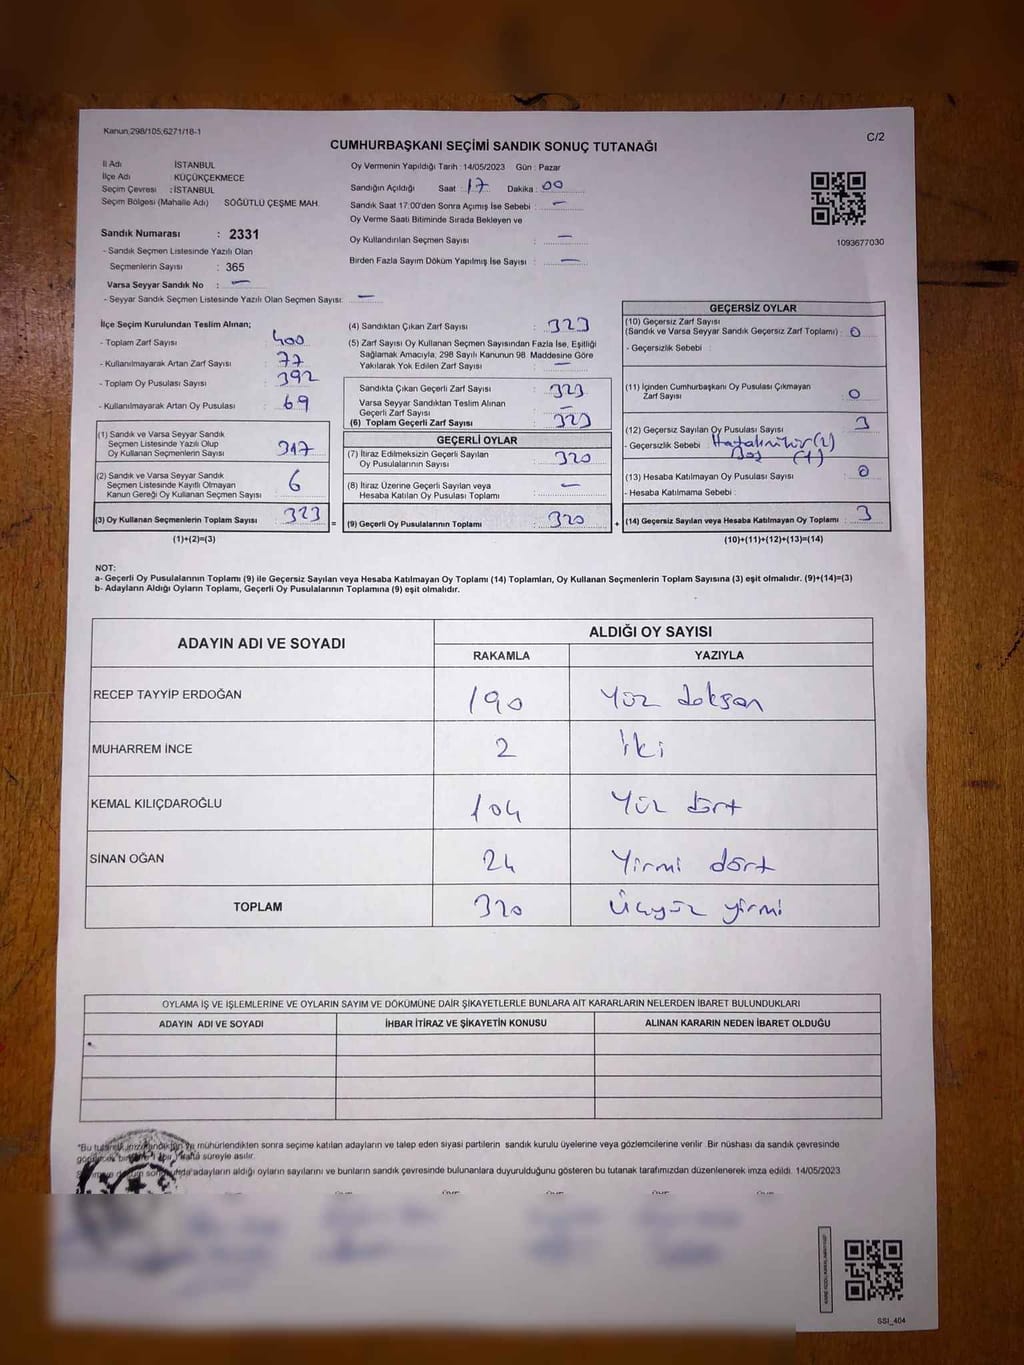 Kanun;298/105;6271/18-1
C/2
CUMHURBAŞKANI SEÇİMİ SANDIK SONUÇ TUTANAĞI
İl Adı İSTANBUL
İlçe Adı : KÜÇÜKÇEKMECE
Seçim Çevresi : İSTANBUL
Seçim Bölgesi (Mahalle Adı) SÖĞÜTLÜ ÇEŞME MAH.
Sandık Numarası : 2331
- Sandık Seçmen Listesinde Yazılı Olan
Seçmenlerin Sayısı : 365
Varsa Seyyar Sandık No : —
- Seyyar Sandık Seçmen Listesinde Yazılı Olan Seçmen Sayısı: —
Oy Vermenin Yapıldığı Tarih : 14/05/2023 Gün : Pazar
Sandığın Açıldığı Saat : 17 Dakika : 00
Sandık Saat 17:00'den Sonra Açılmış İse Sebebi : —
Oy Verme Saati Bitiminde Sırada Bekleyen ve
Oy Kullandırılan Seçmen Sayısı : —
Birden Fazla Sayım Döküm Yapılmış İse Sayısı : —
1093677030
İlçe Seçim Kurulundan Teslim Alınan;
- Toplam Zarf Sayısı : 400
- Kullanılmayarak Artan Zarf Sayısı : 77
- Toplam Oy Pusulası Sayısı : 392
- Kullanılmayarak Artan Oy Pusulası : 69
(1) Sandık ve Varsa Seyyar Sandık
Seçmen Listesinde Yazılı Olup
Oy Kullanan Seçmenlerin Sayısı : 317
(2) Sandık ve Varsa Seyyar Sandık
Seçmen Listesinde Kayıtlı Olmayan
Kanun Gereği Oy Kullanan Seçmen Sayısı : 6
(3) Oy Kullanan Seçmenlerin Toplam Sayısı : 323
(1)+(2)=(3)
(4) Sandıktan Çıkan Zarf Sayısı : 323
(5) Zarf Sayısı Oy Kullanan Seçmen Sayısından Fazla İse, Eşitliği
Sağlamak Amacıyla, 298 Sayılı Kanunun 98. Maddesine Göre
Yakılarak Yok Edilen Zarf Sayısı : —
Sandıkta Çıkan Geçerli Zarf Sayısı : 323
Varsa Seyyar Sandıktan Teslim Alınan
Geçerli Zarf Sayısı : —
(6) Toplam Geçerli Zarf Sayısı : 323
GEÇERLİ OYLAR
(7) İtiraz Edilmeksizin Geçerli Sayılan
Oy Pusulalarının Sayısı : 320
(8) İtiraz Üzerine Geçerli Sayılan veya
Hesaba Katılan Oy Pusulası Toplamı : —
= (9) Geçerli Oy Pusulalarının Toplamı : 320
GEÇERSİZ OYLAR
(10) Geçersiz Zarf Sayısı
(Sandık ve Varsa Seyyar Sandık Geçersiz Zarf Toplamı) : 0
- Geçersizlik Sebebi :
(11) İçinden Cumhurbaşkanı Oy Pusulası Çıkmayan
Zarf Sayısı : 0
(12) Geçersiz Sayılan Oy Pusulası Sayısı : 3
- Geçersizlik Sebebi : (2)
Boş (1)
(13) Hesaba Katılmayan Oy Pusulası Sayısı : 0
- Hesaba Katılmama Sebebi :
+ (14) Geçersiz Sayılan veya Hesaba Katılmayan Oy Toplamı : 3
(10)+(11)+(12)+(13)=(14)
NOT:
a- Geçerli Oy Pusulalarının Toplamı (9) ile Geçersiz Sayılan veya Hesaba Katılmayan Oy Toplamı (14) Toplamları, Oy Kullanan Seçmenlerin Toplam Sayısına (3) eşit olmalıdır. (9)+(14)=(3)
b- Adayların Aldığı Oyların Toplamı, Geçerli Oy Pusulalarının Toplamına (9) eşit olmalıdır.
ADAYIN ADI VE SOYADI ALDIĞI OY SAYISI
RAKAMLA YAZIYLA
RECEP TAYYİP ERDOĞAN 190 Yüz doksan
MUHARREM İNCE 2 iki
KEMAL KILIÇDAROĞLU 104 Yüz dört
SİNAN OĞAN 24 Yirmi dört
TOPLAM 320 Üçyüz yirmi
OYLAMA İŞ VE İŞLEMLERİNE VE OYLARIN SAYIM VE DÖKÜMÜNE DAİR ŞİKAYETLERLE BUNLARA AİT KARARLARIN NELERDEN İBARET BULUNDUKLARI
ADAYIN ADI VE SOYADI İHBAR İTİRAZ VE ŞİKAYETİN KONUSU ALINAN KARARIN NEDEN İBARET OLDUĞU
"Bu mühürlendikten sonra seçime katılan adayların ve talep eden siyasi partilerin sandık kurulu üyelerine veya gözlemcilerine verilir. Bir nüshası da sandık çevresinde
hafta süreyle asılır.
adayların aldığı oyların sayılarını ve bunların sandık çevresinde bulunanlara duyurulduğunu gösteren bu tutanak tarafımızdan düzenlenerek imza edildi. 14/05/2023
SSI_404